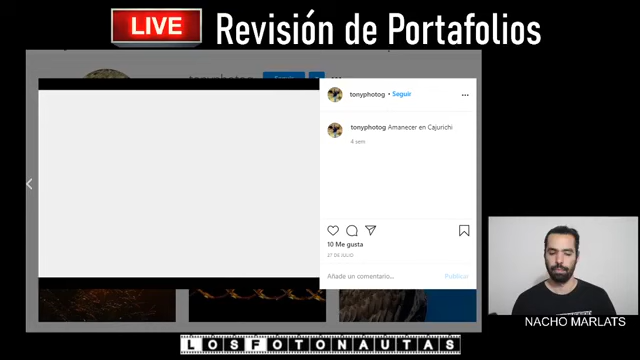 LIVE Revisión de Portafolios
tonyphotog • Seguir
tonyphotog Amanecer en Cajurichi
4 sem
10 Me gusta
27 DE JULIO
Añade un comentario... Publicar
NACHO MARLATS
LOSFOTONAUTAS